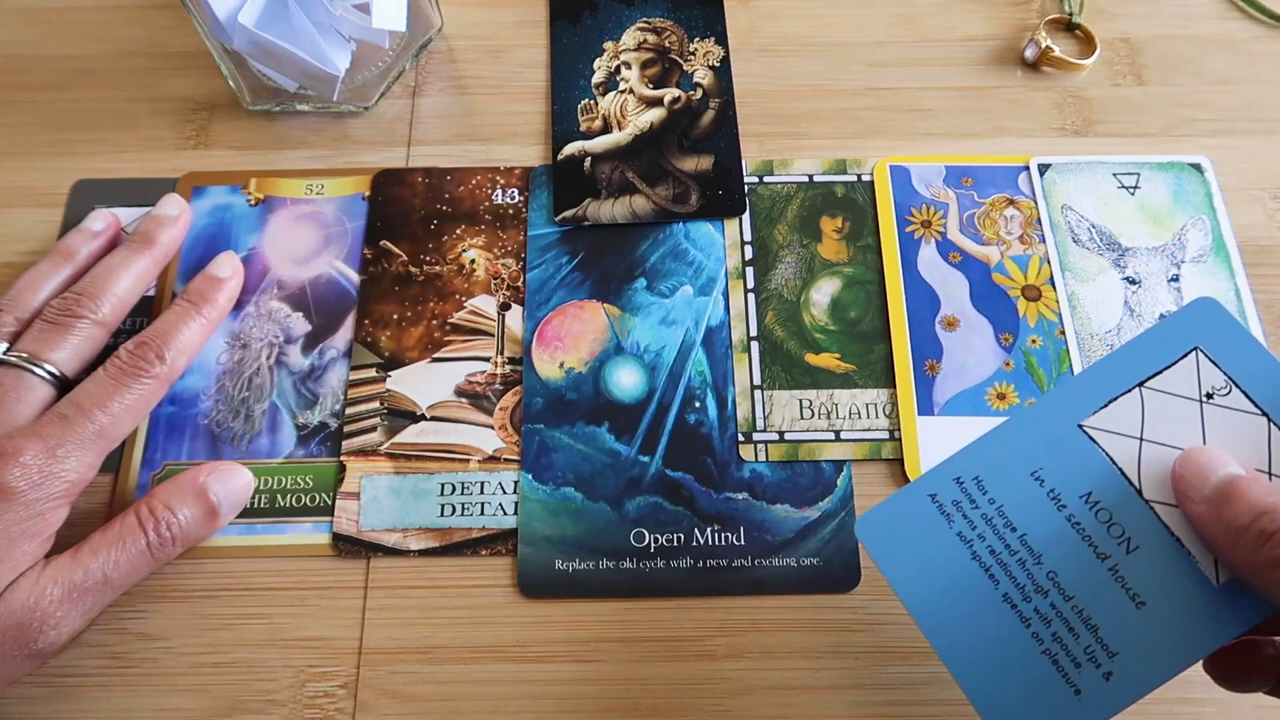 52
ODDESS
HE MOON
43
DETAI
DETAI
Open Mind
Replace the old cycle with a new and exciting one.
BALANC
MOON
in the second house
Has a large family. Good childhood.
Money obtained through women. Ups &
downs in relationship with spouse.
Artistic, soft-spoken, spends on pleasure.